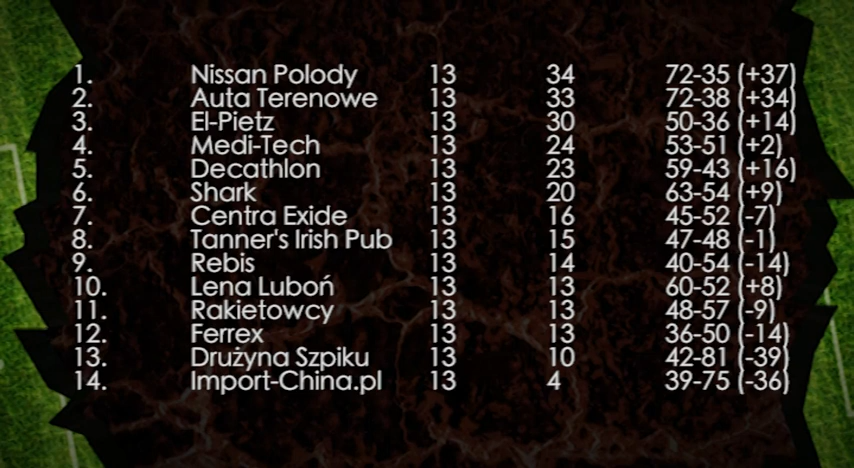 1. Nissan Polody 13 34 72-35 (+37)
2. Auta Terenowe 13 33 72-38 (+34)
3. El-Pietz 13 30 50-36 (+14)
4. Medi-Tech 13 24 53-51 (+2)
5. Decathlon 13 23 59-43 (+16)
6. Shark 13 20 63-54 (+9)
7. Centra Exide 13 16 45-52 (-7)
8. Tanner's Irish Pub 13 15 47-48 (-1)
9. Rebis 13 14 40-54 (-14)
10. Lena Luboń 13 13 60-52 (+8)
11. Rakietowcy 13 13 48-57 (-9)
12. Ferrex 13 13 36-50 (-14)
13. Drużyna Szpiku 13 10 42-81 (-39)
14. Import-China.pl 13 4 39-75 (-36)